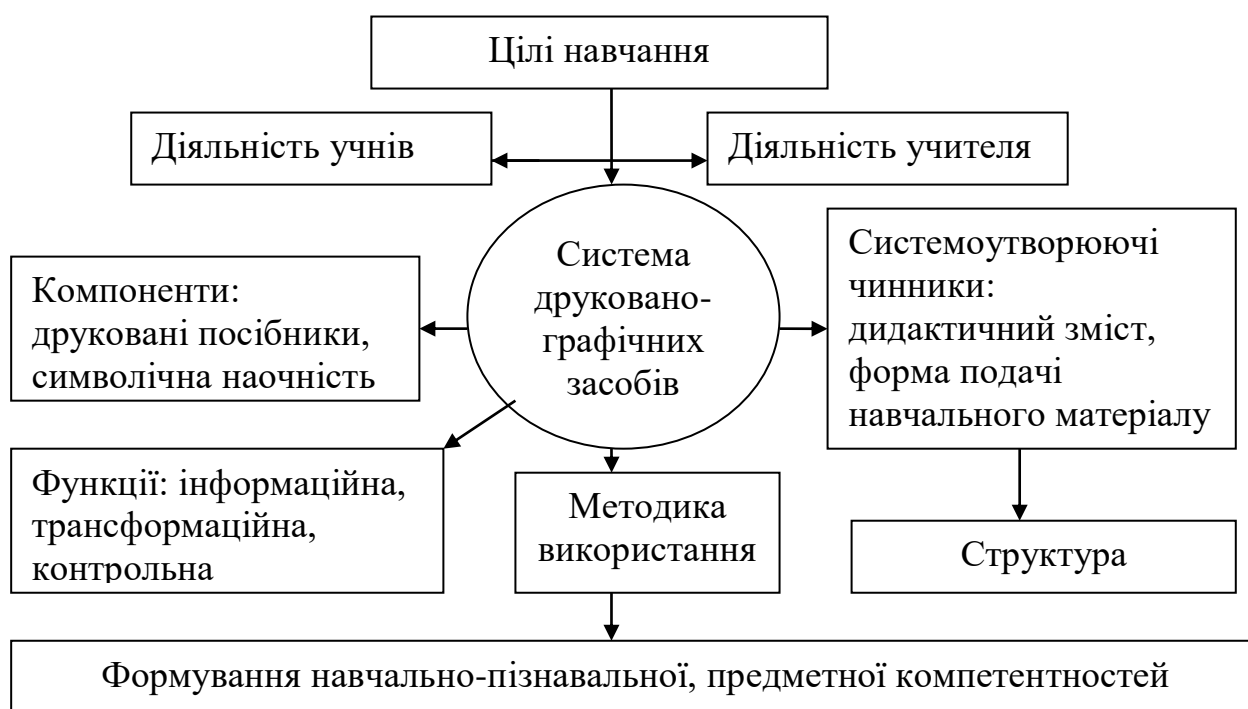 Цілі навчання
Діяльність учнів
Діяльність учителя
Система
друковано-
графічних
засобів
Компоненти:
друковані посібники,
символічна наочність
Системоутворюючі
чинники:
дидактичний зміст,
форма подачі
навчального матеріалу
Функції: інформаційна,
трансформаційна,
контрольна
Методика
використання
Структура
Формування навчально-пізнавальної, предметної компетентностей